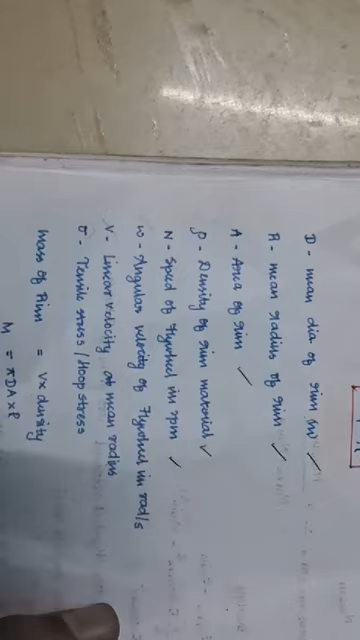 D - mean dia of rim in
R - mean radius of rim
A - Area of rim
ρ - Density of rim material
N - Speed of flywheel in rpm
ω - Angular velocity of flywheel in rad/s
V - Linear velocity at mean radius
σ - Tensile stress / Hoop stress
mass of Rim = V x density
M = πDA x ρ